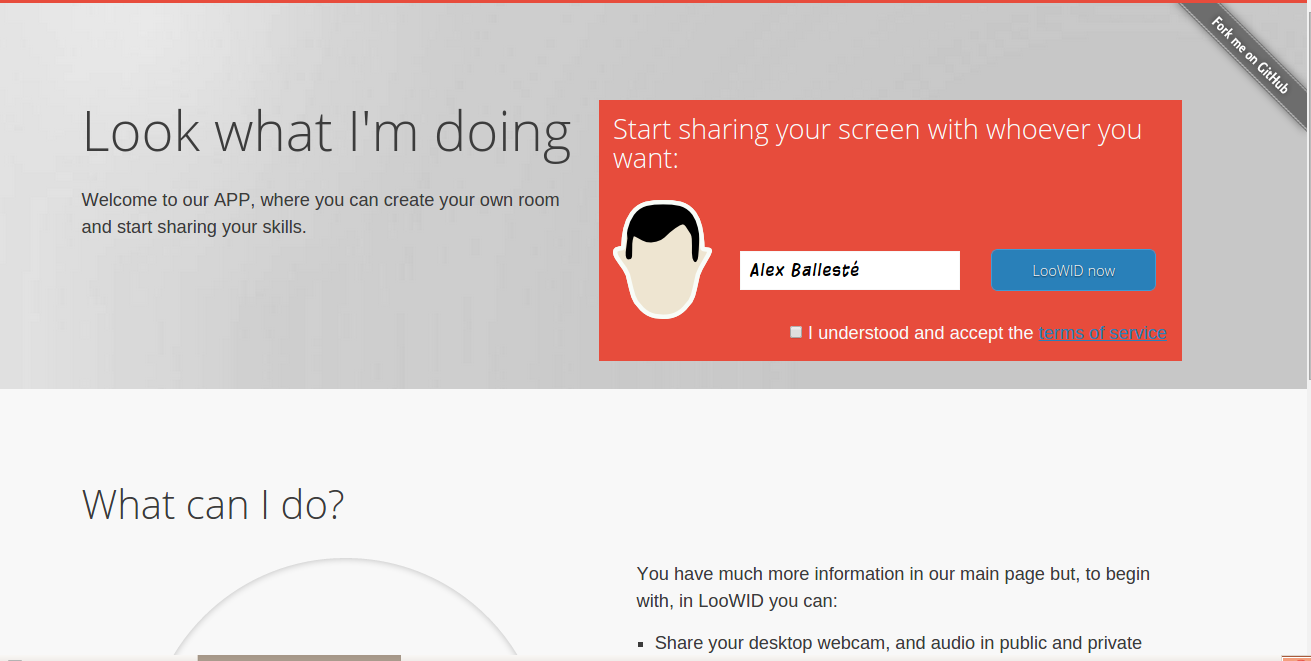 Fork me on GitHub
Look what I'm doing
Welcome to our APP, where you can create your own room
and start sharing your skills.
Start sharing your screen with whoever you
want:
Alex Ballesté
LooWID now
I understood and accept the terms of service
What can I do?
You have much more information in our main page but, to begin
with, in LooWID you can:
Share your desktop webcam, and audio in public and private